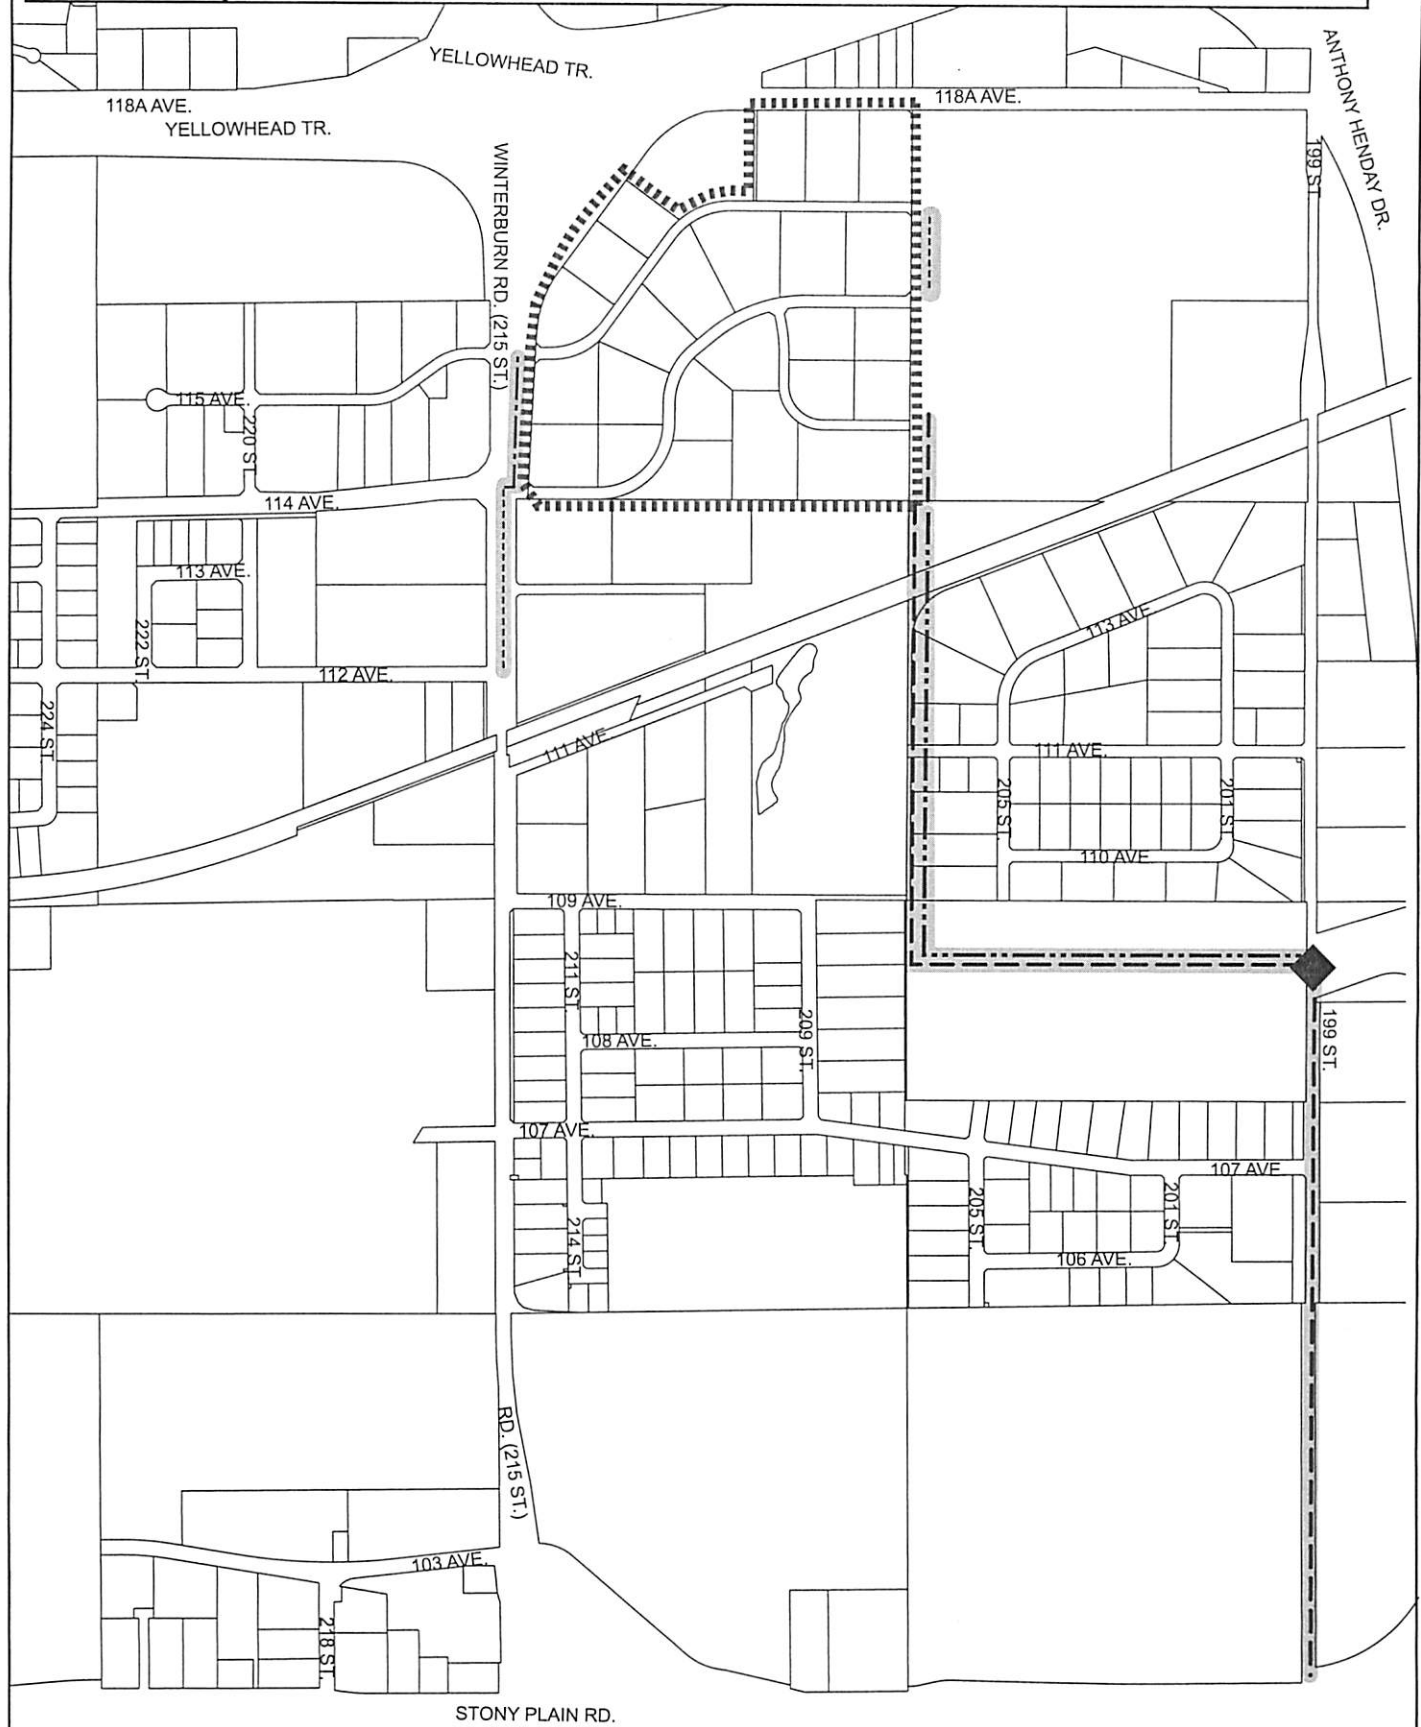 YELLOWHEAD TR.
118A AVE.
118A AVE.
YELLOWHEAD TR.
ANTHONY HENDAY DR.
199 ST.
WINTERBURN RD. (215 ST.)
115 AVE.
220 ST.
114 AVE.
113 AVE.
222 ST.
112 AVE.
224 ST.
113 AVE.
111 AVE.
111 AVE.
205 ST.
201 ST.
110 AVE.
109 AVE.
211 ST.
209 ST.
108 AVE.
199 ST.
107 AVE.
107 AVE.
205 ST.
201 ST.
214 ST.
106 AVE.
RD. (215 ST.)
103 AVE.
218 ST.
STONY PLAIN RD.